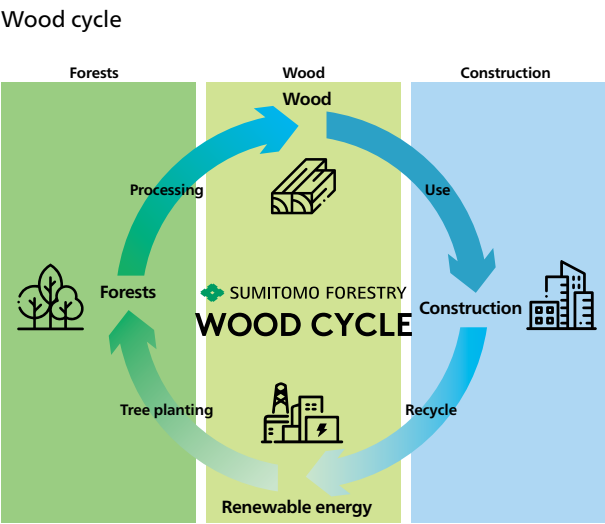 Wood cycle
Forests
Wood
Construction
Wood
Processing
Use
Forests
SUMITOMO FORESTRY
WOOD CYCLE
Construction
Tree planting
Recycle
Renewable energy